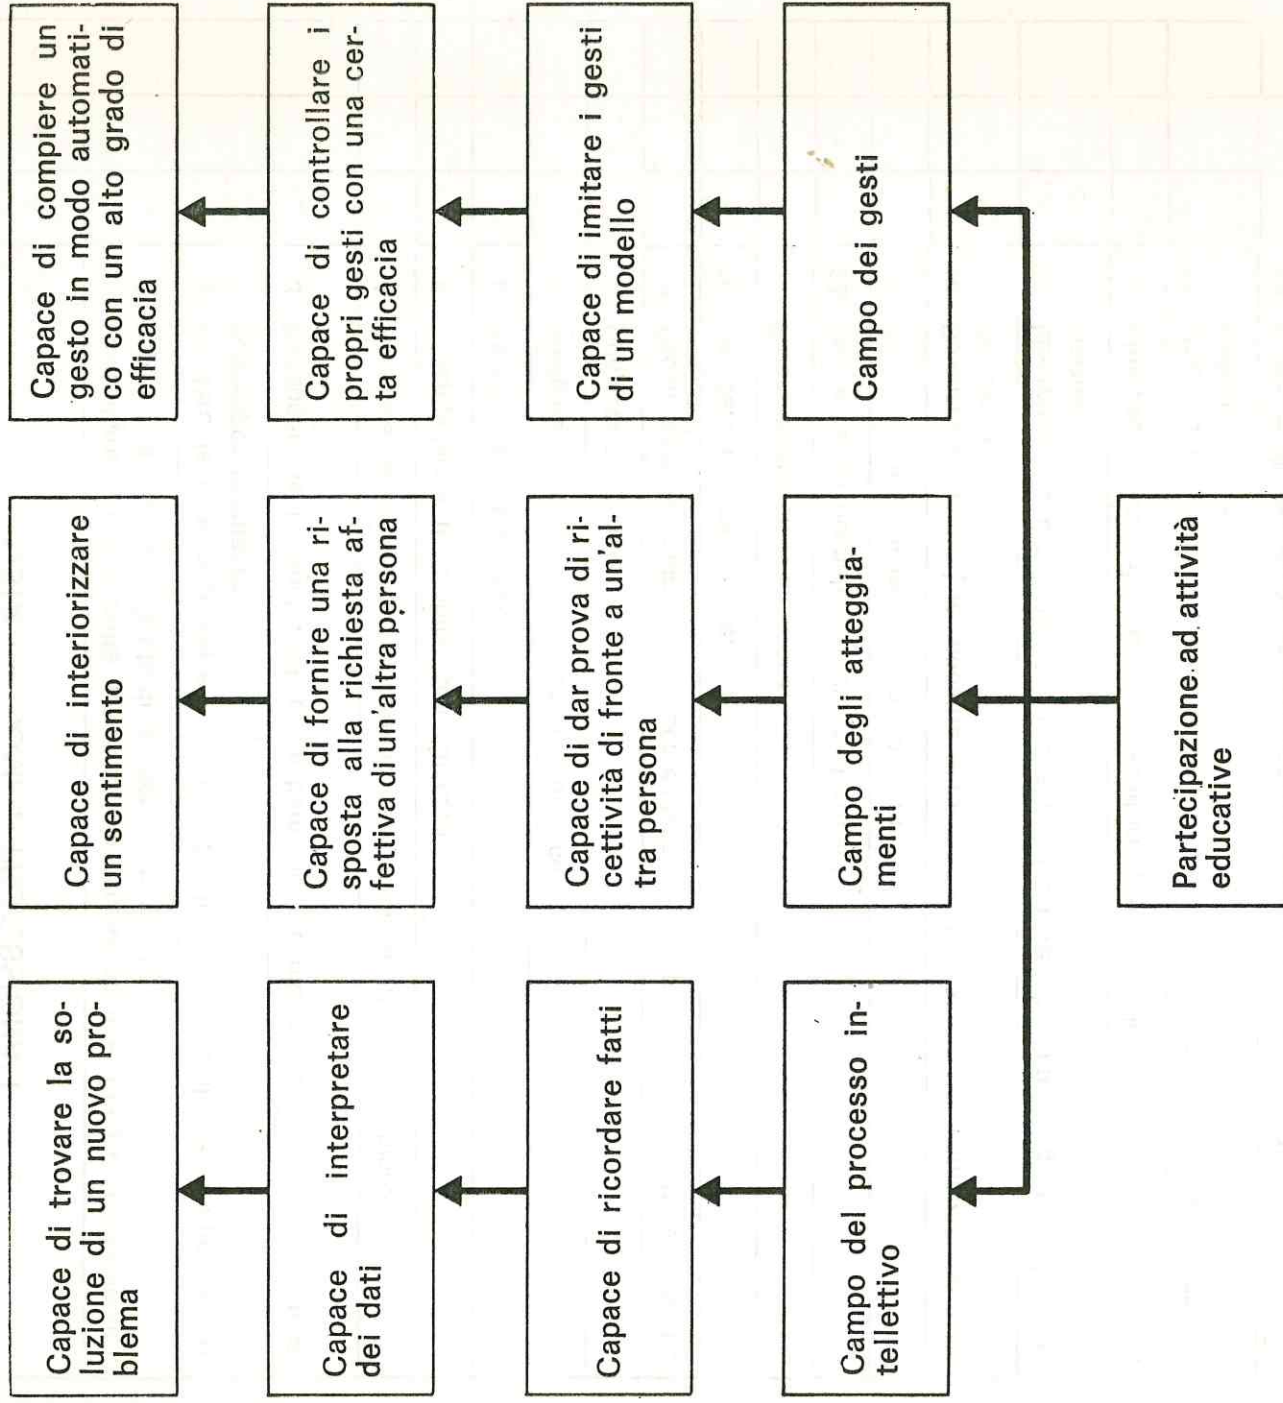 Capace di trovare la so-
luzione di un nuovo pro-
blema
Capace di interiorizzare
un sentimento
Capace di compiere un
gesto in modo automati-
co con un alto grado di
efficacia
Capace di interpretare
dei dati
Capace di fornire una ri-
sposta alla richiesta af-
fettiva di un'altra persona
Capace di controllare i
propri gesti con una cer-
ta efficacia
Capace di ricordare fatti
Capace di dar prova di ri-
cettività di fronte a un'al-
tra persona
Capace di imitare i gesti
di un modello
Campo del processo in-
tellettivo
Campo degli atteggia-
menti
Campo dei gesti
Partecipazione ad attività
educative